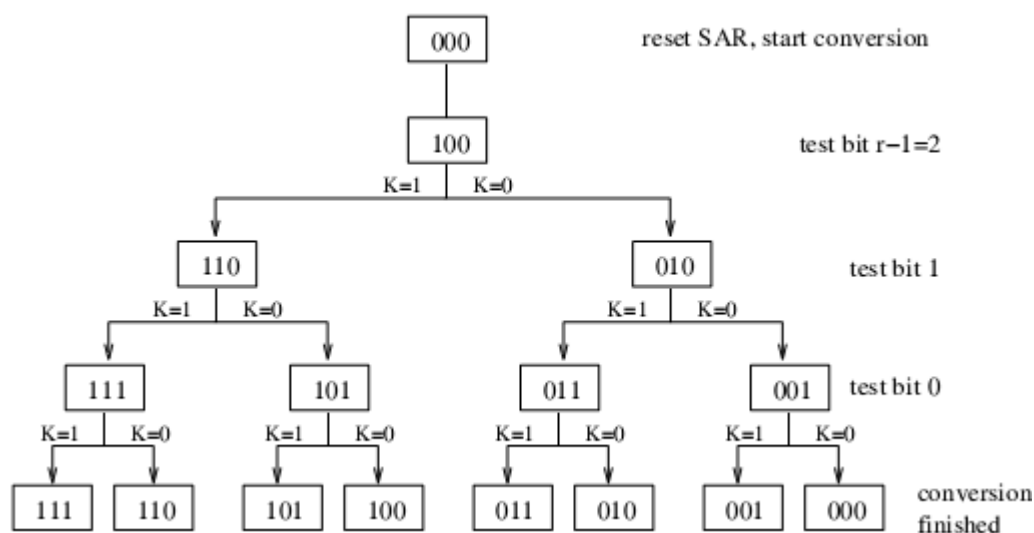 000 reset SAR, start conversion
100 test bit r−1=2
K=1 K=0
110 010 test bit 1
K=1 K=0 K=1 K=0
111 101 011 001 test bit 0
K=1 K=0 K=1 K=0 K=1 K=0 K=1 K=0
111 110 101 100 011 010 001 000 conversion
finished